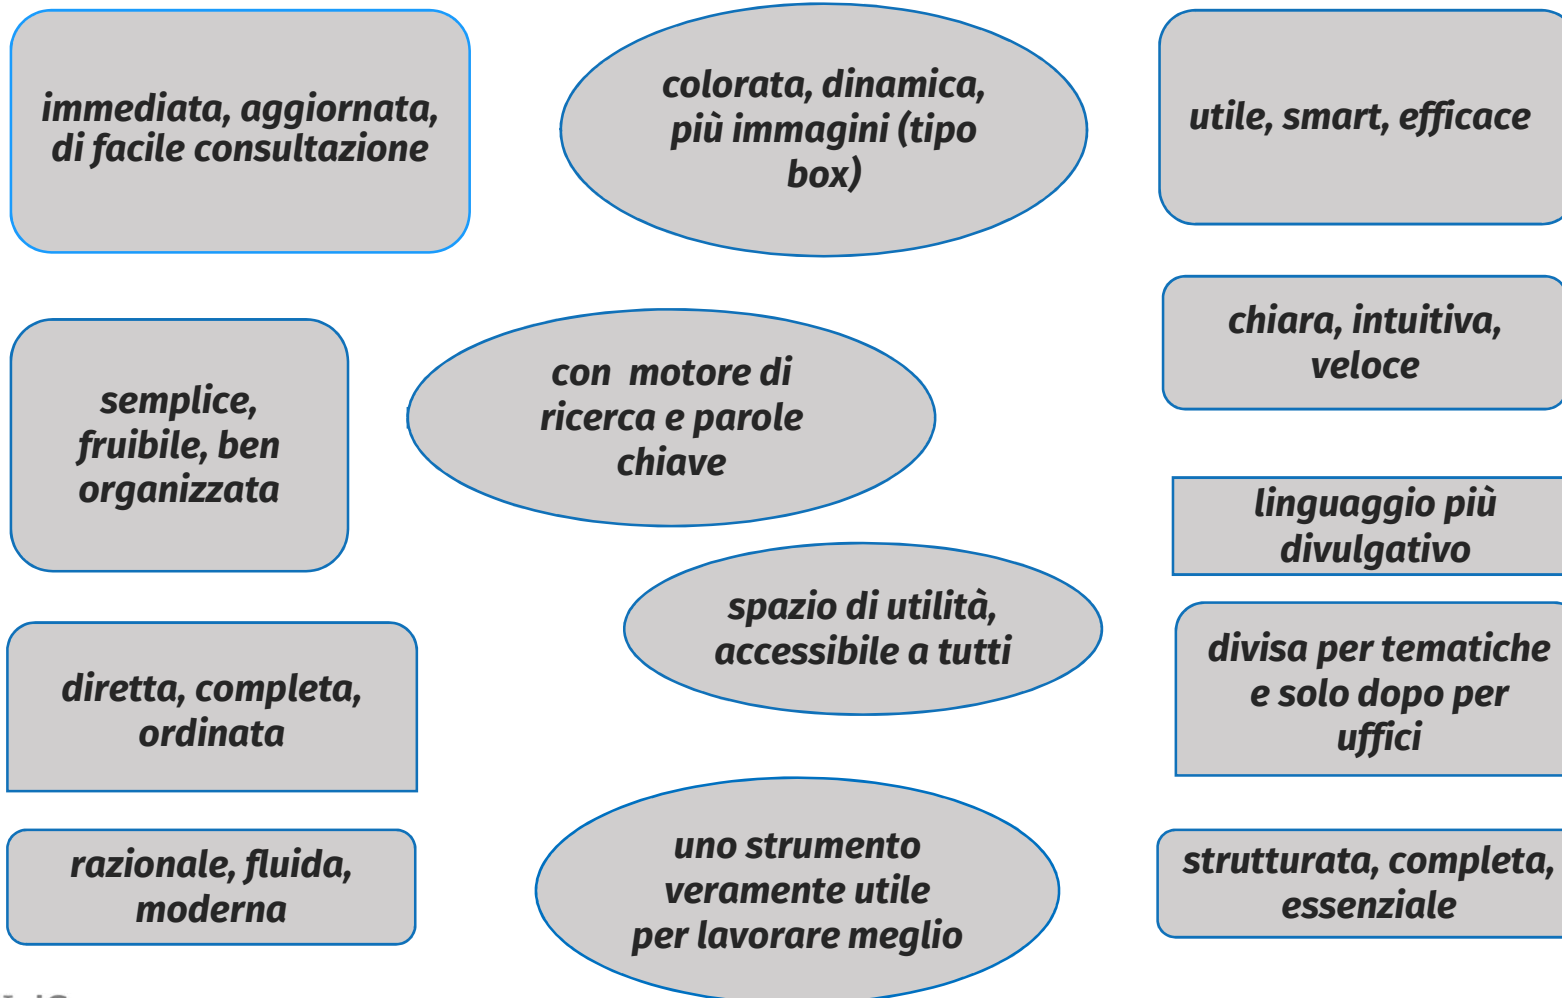 immediata, aggiornata,
di facile consultazione
colorata, dinamica,
più immagini (tipo
box)
utile, smart, efficace
semplice,
fruibile, ben
organizzata
con motore di
ricerca e parole
chiave
chiara, intuitiva,
veloce
linguaggio più
divulgativo
spazio di utilità,
accessibile a tutti
diretta, completa,
ordinata
divisa per tematiche
e solo dopo per
uffici
razionale, fluida,
moderna
uno strumento
veramente utile
per lavorare meglio
strutturata, completa,
essenziale